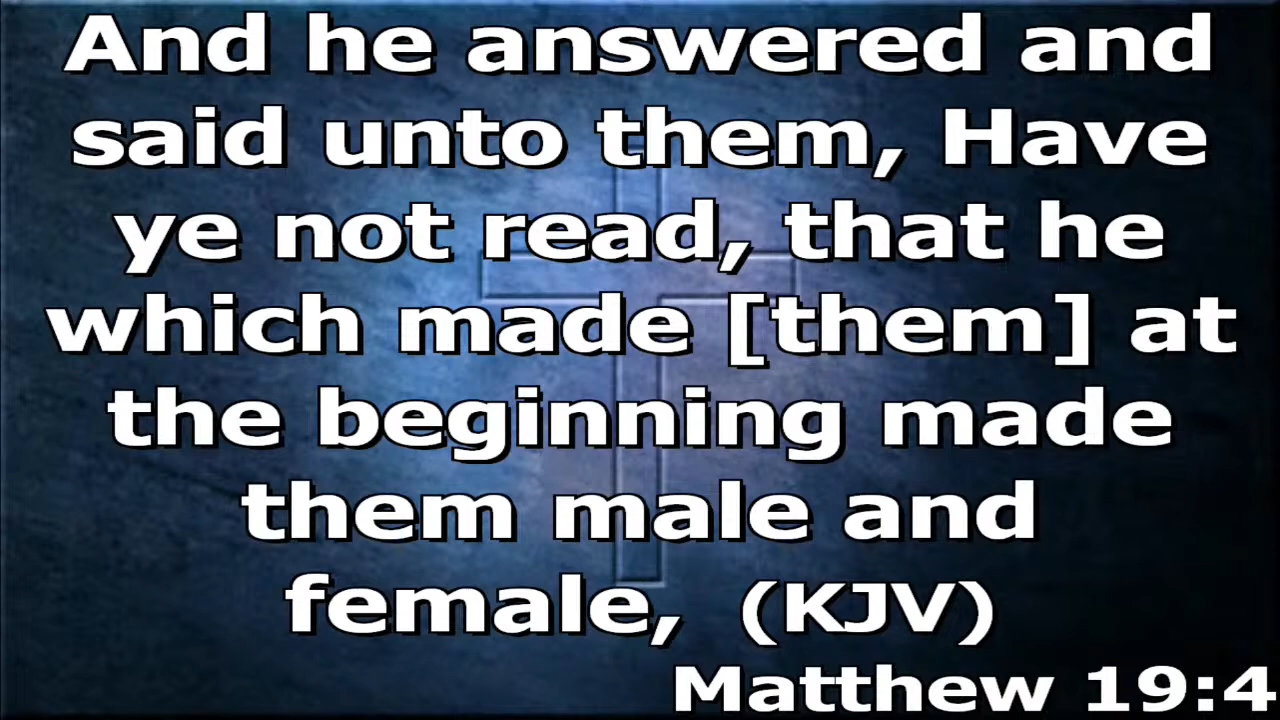 And he answered and
said unto them, Have
ye not read, that he
which made [them] at
the beginning made
them male and
female, (KJV)
Matthew 19:4